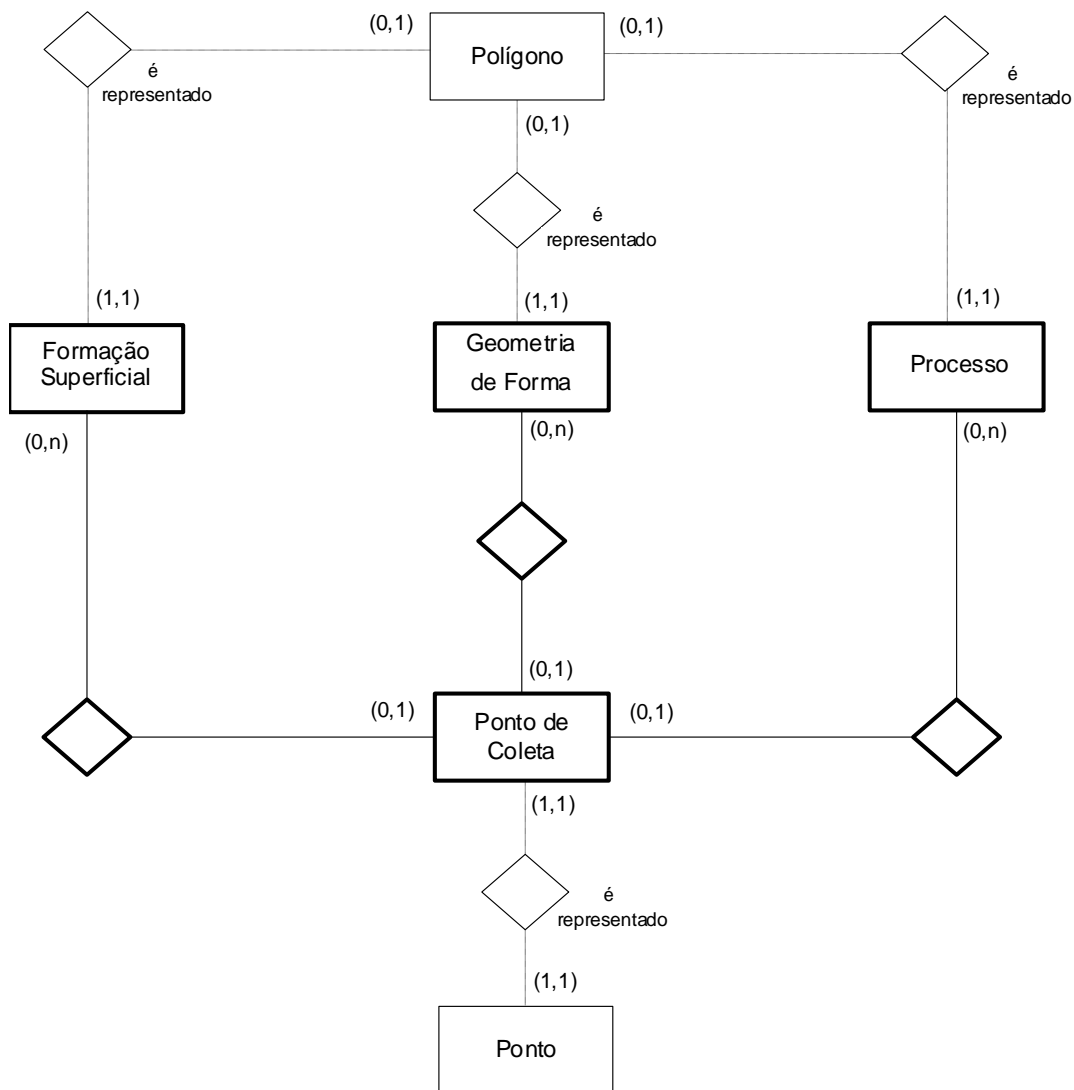 (0,1)
Polígono
(0,1)
é
representado
é
representado
(0,1)
é
representado
(1,1)
(1,1)
(1,1)
Formação
Superficial
Geometria
de Forma
Processo
(0,n)
(0,n)
(0,n)
(0,1)
(0,1)
Ponto de
Coleta
(0,1)
(1,1)
é
representado
(1,1)
Ponto